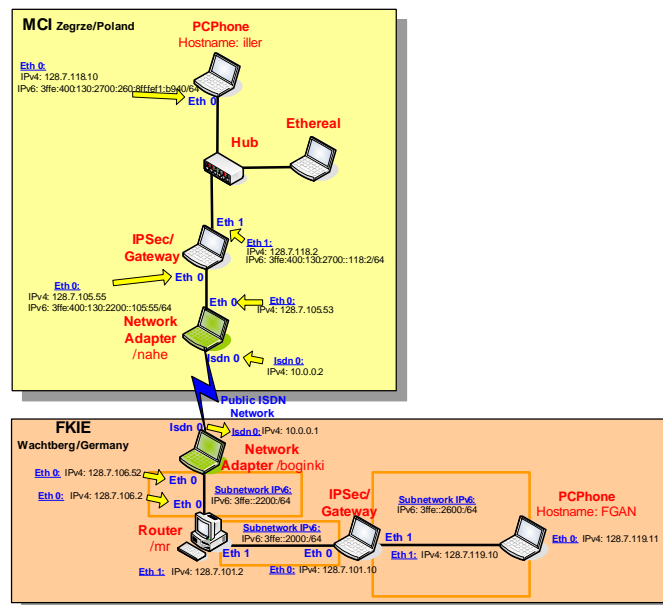 MCI Zegrze/Poland
PCPhone
Hostname: iller
Eth 0:
IPv4: 128.7.118.10
IPv6: 3ffe:400:130:2700:260:8fff:fef1:b940/64
Eth 0
Ethereal
Hub
Eth 1
IPSec/
Gateway
Eth 1:
IPv4: 128.7.118.2
IPv6: 3ffe:400:130:2700::118:2/64
Eth 0
Eth 0:
IPv4: 128.7.105.55
IPv6: 3ffe:400:130:2200::105:55/64
Eth 0
Eth 0:
IPv4: 128.7.105.53
Network
Adapter
/nahe
Isdn 0
Isdn 0:
IPv4: 10.0.0.2
Public ISDN
Network
FKIE
Wachtberg/Germany
Isdn 0
Isdn 0: IPv4: 10.0.0.1
Network
Adapter /boginki
Eth 0: IPv4: 128.7.106.52
Eth 0
Eth 0: IPv4: 128.7.106.2
Eth 0
Subnetwork IPv6:
IPv6: 3ffe::2200:/64
IPSec/
Gateway
Subnetwork IPv6:
IPv6: 3ffe::2600:/64
PCPhone
Hostname: FGAN
Router
/mr
Subnetwork IPv6:
IPv6: 3ffe::2000:/64
Eth 1
Eth 0
Eth 1
Eth 0: IPv4: 128.7.119.11
Eth 1: IPv4: 128.7.119.10
Eth 1: IPv4: 128.7.101.2
Eth 0: IPv4: 128.7.101.10